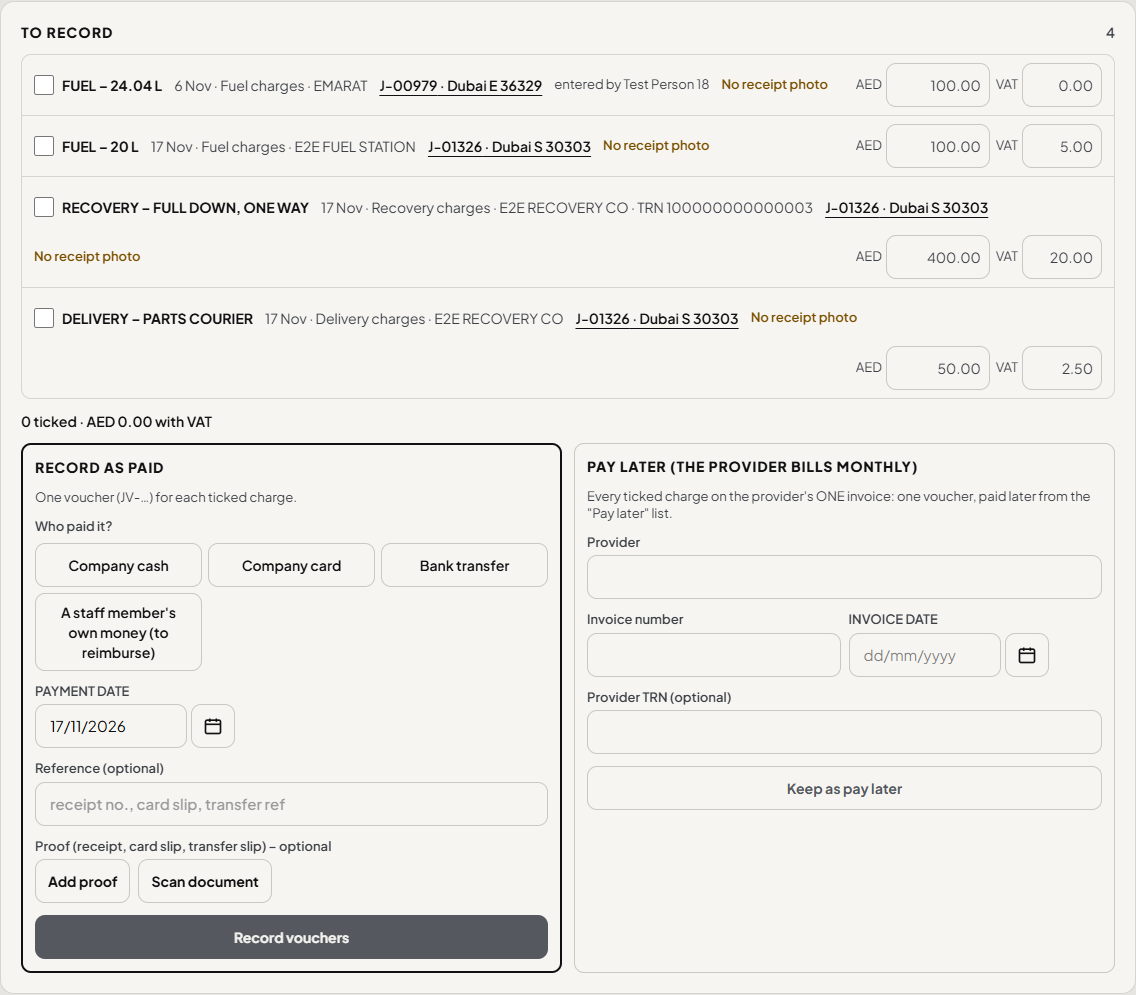 TO RECORD 4
FUEL – 24.04 L 6 Nov · Fuel charges · EMARAT J-00979 · Dubai E 36329 entered by Test Person 18 No receipt photo AED 100.00 VAT 0.00
FUEL – 20 L 17 Nov · Fuel charges · E2E FUEL STATION J-01326 · Dubai S 30303 No receipt photo AED 100.00 VAT 5.00
RECOVERY – FULL DOWN, ONE WAY 17 Nov · Recovery charges · E2E RECOVERY CO · TRN 100000000000003 J-01326 · Dubai S 30303
No receipt photo AED 400.00 VAT 20.00
DELIVERY – PARTS COURIER 17 Nov · Delivery charges · E2E RECOVERY CO J-01326 · Dubai S 30303 No receipt photo
AED 50.00 VAT 2.50
0 ticked · AED 0.00 with VAT
RECORD AS PAID
One voucher (JV-...) for each ticked charge.
Who paid it?
Company cash
Company card
Bank transfer
A staff member's
own money (to
reimburse)
PAYMENT DATE
17/11/2026
Reference (optional)
receipt no., card slip, transfer ref
Proof (receipt, card slip, transfer slip) – optional
Add proof
Scan document
Record vouchers
PAY LATER (THE PROVIDER BILLS MONTHLY)
Every ticked charge on the provider's ONE invoice: one voucher, paid later from the
"Pay later" list.
Provider
Invoice number
INVOICE DATE
dd/mm/yyyy
Provider TRN (optional)
Keep as pay later